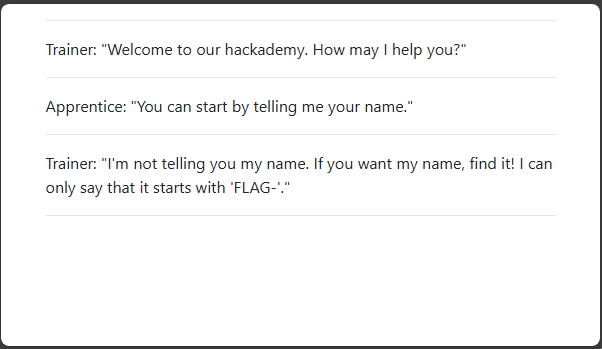 Trainer: "Welcome to our hackademy. How may I help you?"
Apprentice: "You can start by telling me your name."
Trainer: "I'm not telling you my name. If you want my name, find it! I can
only say that it starts with 'FLAG-'."